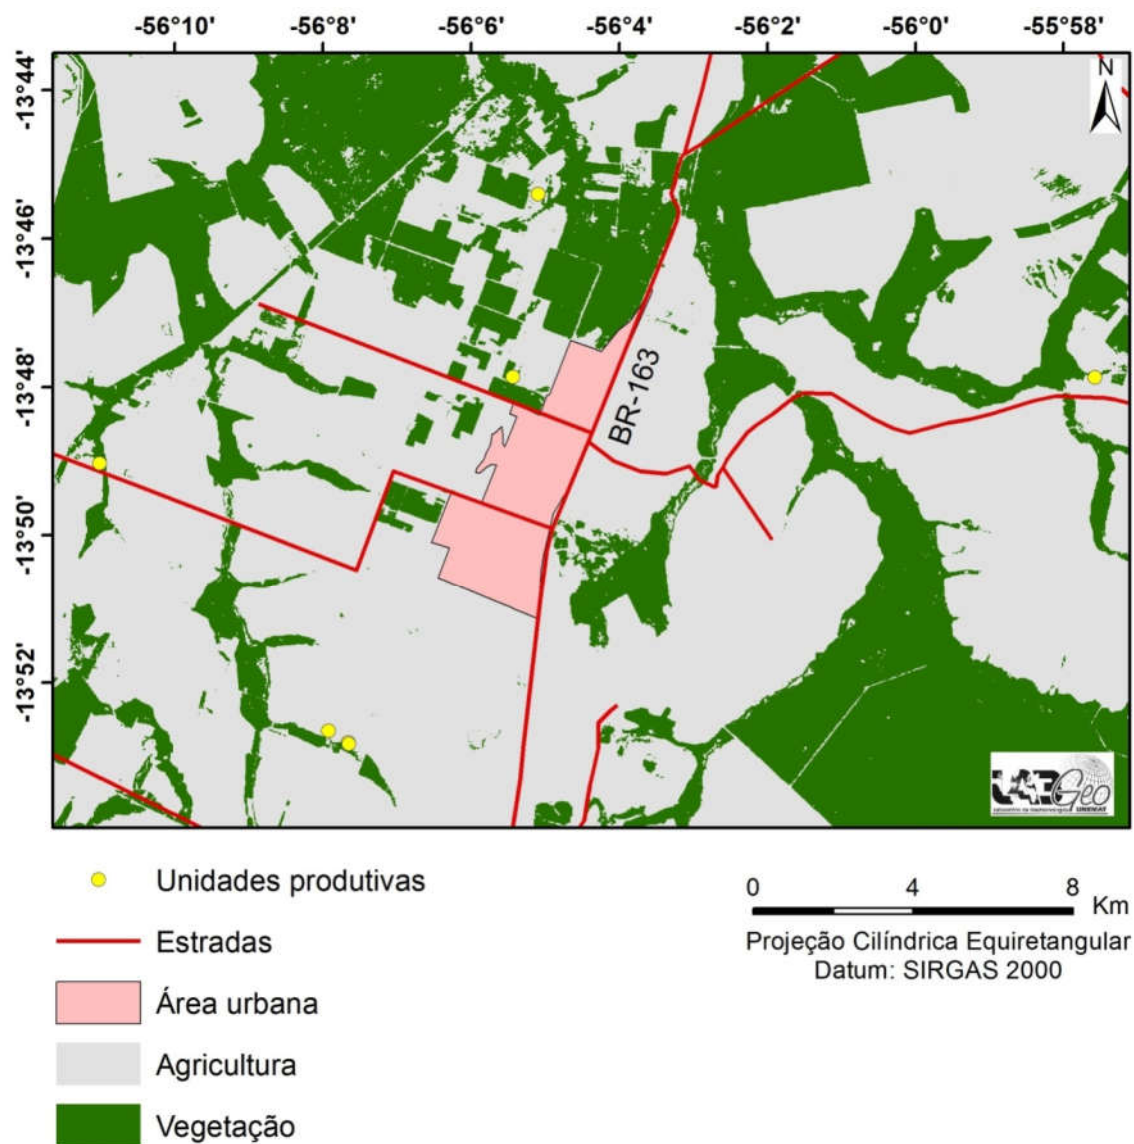 -56°10' -56°8' -56°6' -56°4' -56°2' -56°0' -55°58'
-13°44'
N
-13°46'
-13°48'
BR-163
-13°50'
-13°52'
Geo
UNEMAT
Unidades produtivas
0 4 8
Km
Estradas
Projeção Cilíndrica Equiretangular
Datum: SIRGAS 2000
Área urbana
Agricultura
Vegetação